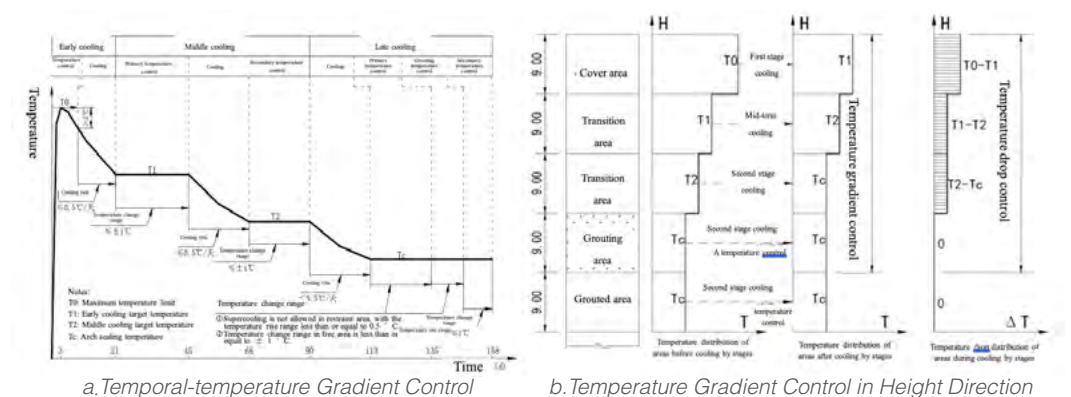 Early cooling
Middle cooling
Late cooling
Temperature control
Cooling
Primary temperature control
Cooling
Secondary temperature control
Cooling
Primary temperature control
Grouting temperature control
Secondary temperature control
Temperature
T0
T1
T2
Tc
Cooling rate
≤0.5℃/天
Temperature change range
≤±1℃
Cooling rate
≤0.5℃/天
Temperature change range
≤±1℃
Cooling rate
Temperature change range
Notes:
T0: Maximum temperature limit
T1: Early cooling target temperature
T2: Middle cooling target temperature
Tc: Arch sealing temperature
Temperature change range:
①Supercooling is not allowed in restraint area, with the
temperature rise range less than or equal to 0.5 ℃.
②Temperature change range in free area is less than or
equal to ± 1 ℃.
3 21 45 90 113 135 158
Time
a.Temporal-temperature Gradient Control
9.00
9.00
9.00
9.00
9.00
Cover area
Transition area
Transition area
Grouting area
Grouted area
H
T0
T1
T2
Tc
Tc
T
First stage cooling
Mid-term cooling
Second stage cooling
Second stage cooling
A temperature control
Second stage cooling
temperature control
H
T1
T2
Tc
Tc
Tc
T
Temperature gradient control
H
T0-T1
T1-T2
T2-Tc
0
0
ΔT
Temperature drop control
Temperature distribution of
areas before cooling by stages
Temperature distribution of
areas after cooling by stages
Temperature drop distribution of
areas during cooling by stages
b.Temperature Gradient Control in Height Direction